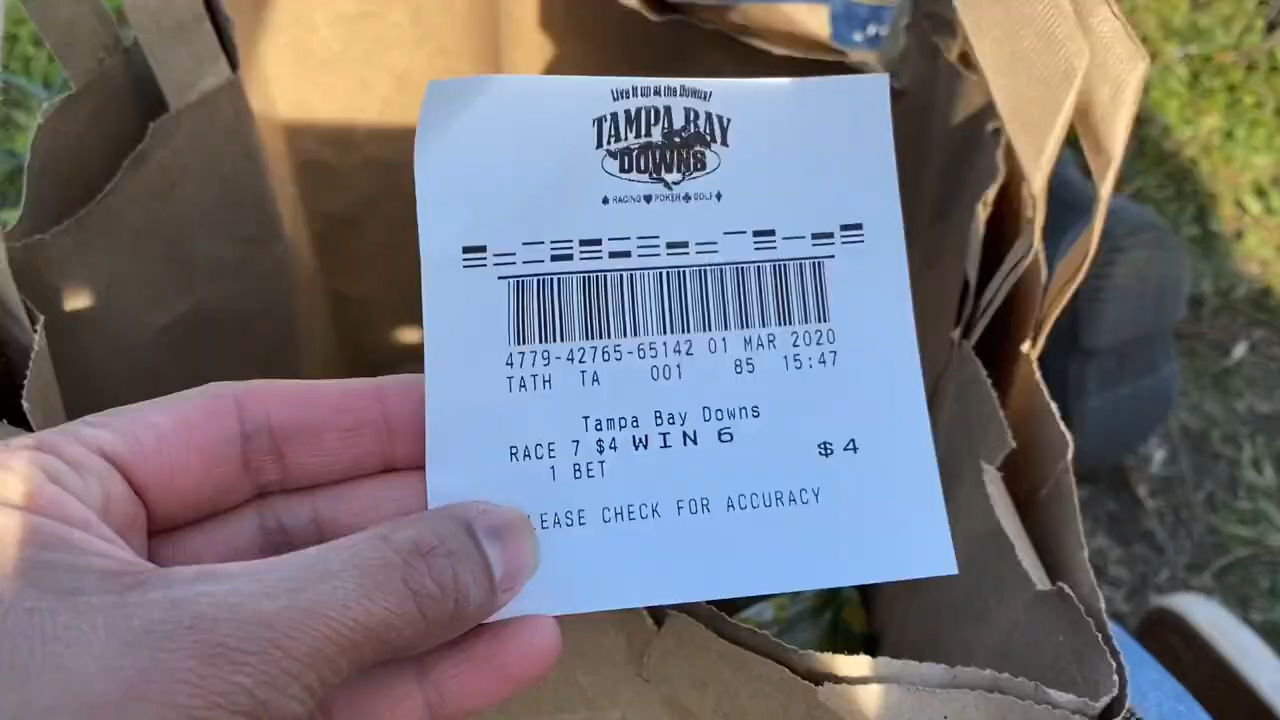 Live it up at the Downs!
TAMPA BAY
DOWNS
RACING POKER GOLF
4779-42765-65142 01 MAR 2020
TATH TA 001 85 15:47
Tampa Bay Downs
RACE 7 $4 WIN 6 $4
1 BET
LEASE CHECK FOR ACCURACY